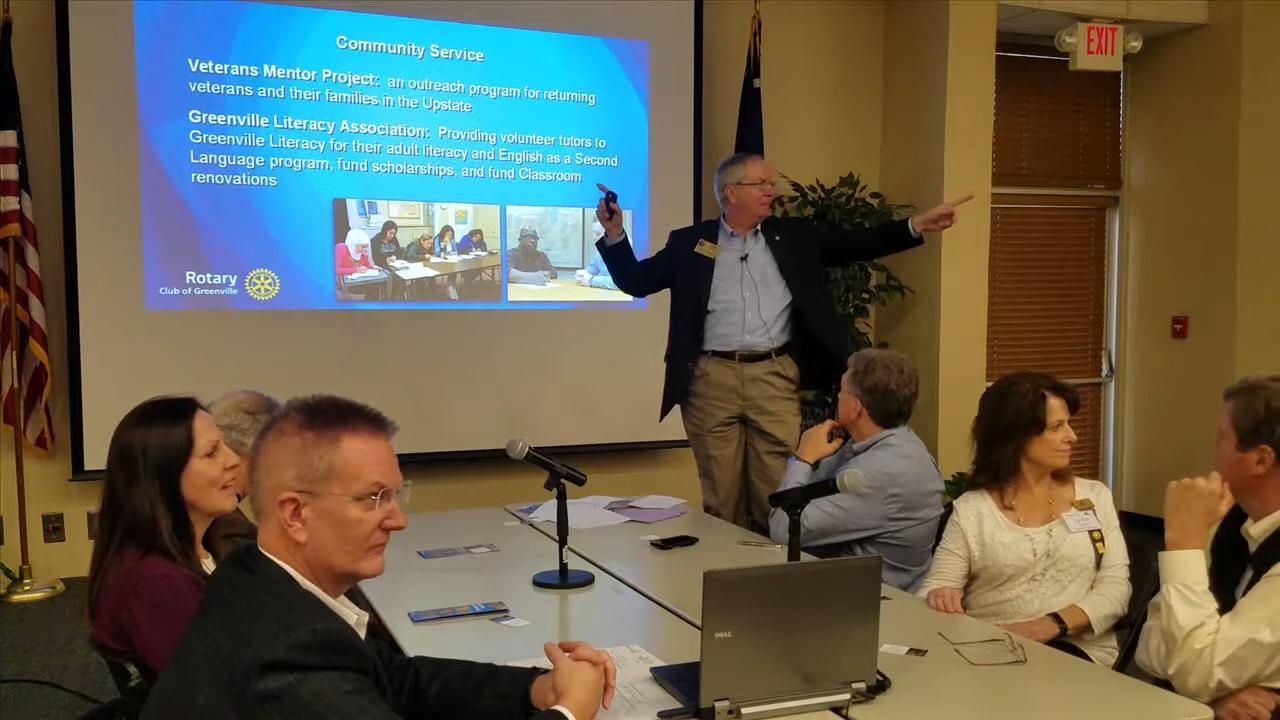 Community Service
Veterans Mentor Project: an outreach program for returning
veterans and their families in the Upstate
Greenville Literacy Association: Providing volunteer tutors to
Greenville Literacy for their adult literacy and English as a Second
Language program, fund scholarships, and fund Classroom
renovations
Rotary
Club of Greenville
EXIT
DELL